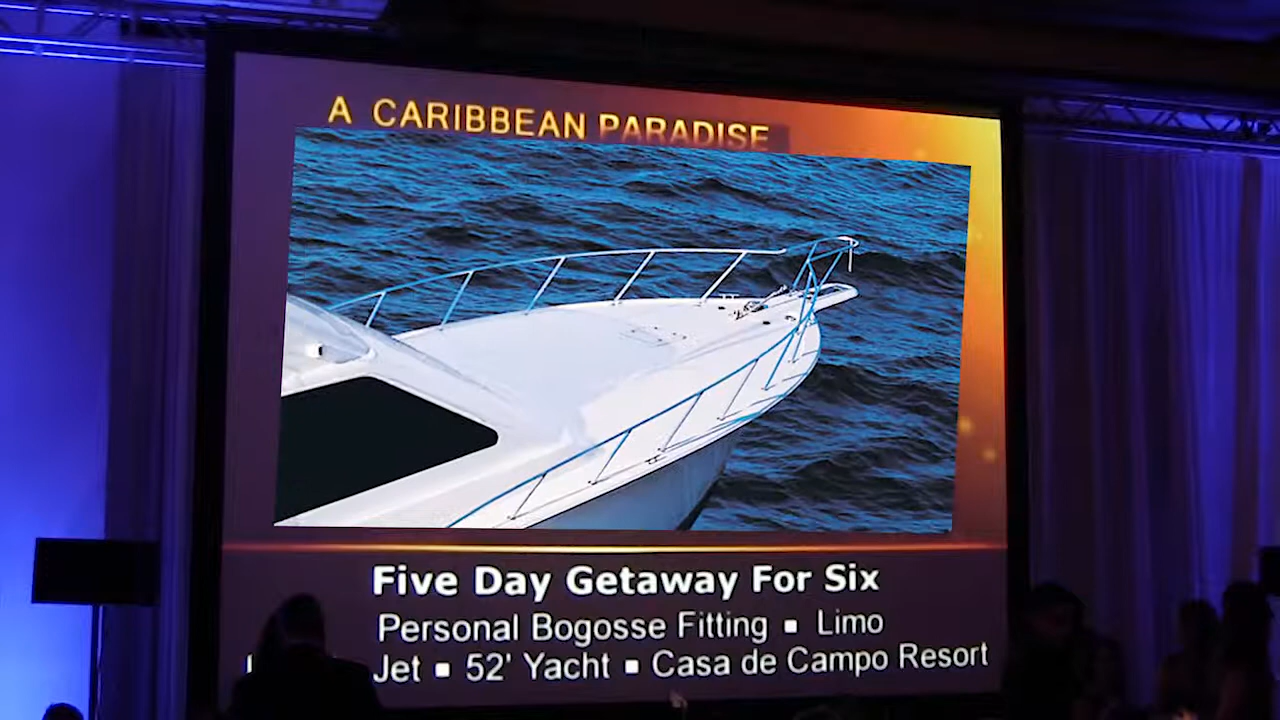 A CARIBBEAN PARADISE
Five Day Getaway For Six
Personal Bogosse Fitting ▪ Limo
Jet ▪ 52' Yacht ▪ Casa de Campo Resort